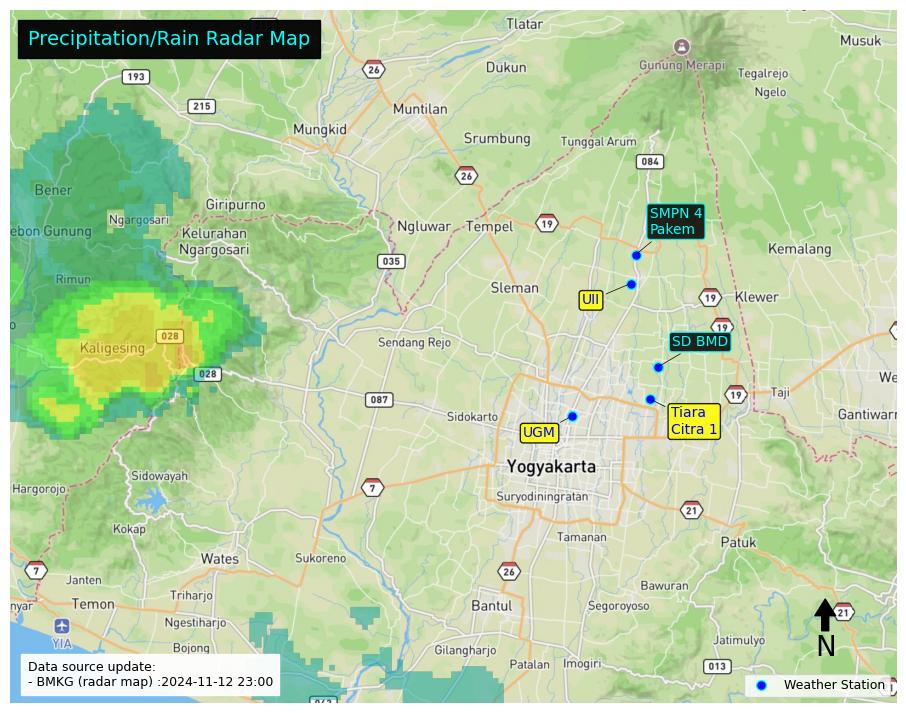 Precipitation/Rain Radar Map
Tlatar
Musuk
26
Dukun
Gunung Merapi
Tegalrejo
193
Ngelo
215
Muntilan
Mungkid
Srumbung
Tunggal Arum
084
26
Bener
Ngargosari
Giripurno
SMPN 4
Pakem
ebon Gunung
Kelurahan
Ngargosari
Ngluwar
Tempel
19
Kemalang
035
Rimun
Sleman
UII
19
Klewer
028
19
Kaligesing
Sendang Rejo
SD BMD
028
We
087
19
Taji
Sidokarto
Tiara
Citra 1
Gantiwarn
UGM
Yogyakarta
Sidowayah
Hargorojo
7
Suryodiningratan
21
Kokap
Tamanan
Patuk
Wates
Sukoreno
7
26
Janten
Bawuran
nyar
Temon
Triharjo
Bantul
Segoroyoso
21
YIA
Ngestiharjo
Jatimulyo
N
Bojong
Gilangharjo
Patalan
Imogiri
013
Data source update:
- BMKG (radar map) :2024-11-12 23:00
Weather Station